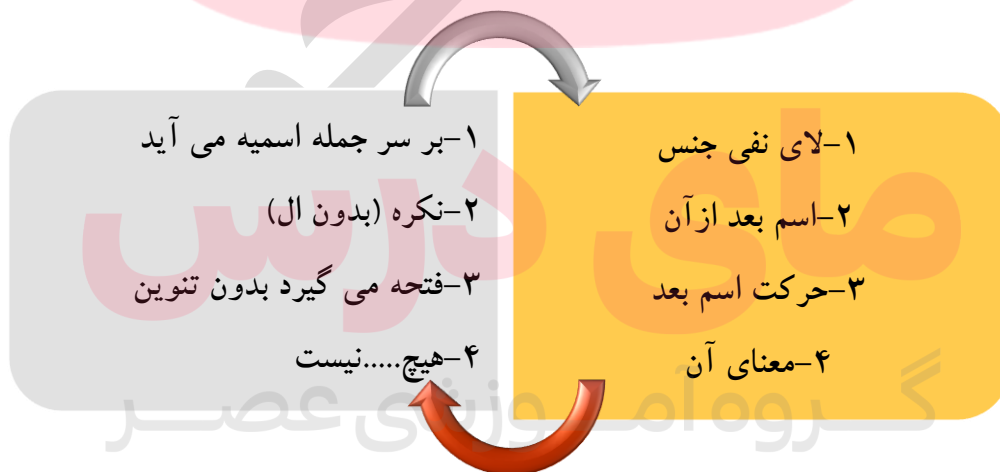 ۱-لای نفی جنس
۲-اسم بعد ازآن
۳-حرکت اسم بعد
۴-معنای آن
۱-بر سر جمله اسمیه می آید
۲-نکره (بدون ال)
۳-فتحه می گیرد بدون تنوین
۴-هیچ.....نیست
مای درس
گروه آموزشی عصر